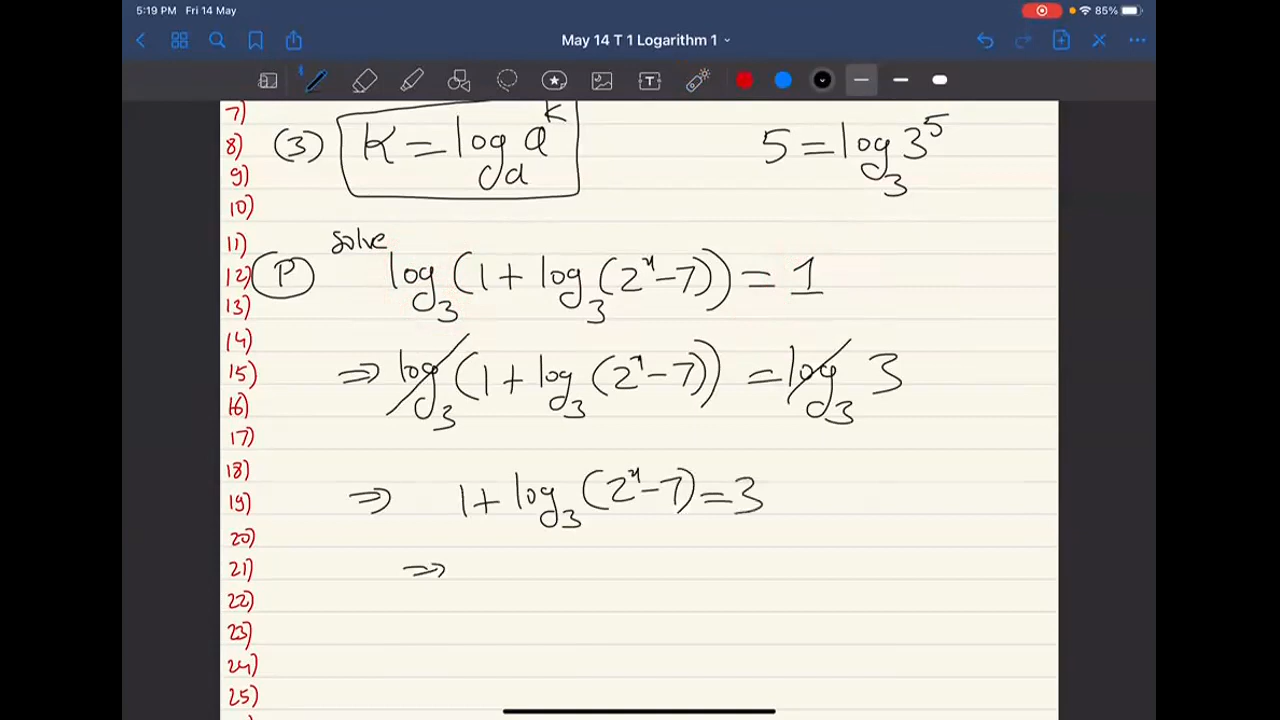 5:19 PM Fri 14 May 85%
May 14 T 1 Logarithm 1
7)
8) (3) K = log_a a^k 5 = log_3 3^5
9)
10)
11) solve
12) (P) log_3 (1 + log_3 (2^x - 7)) = 1
13)
14)
15) ⇒ log_3 (1 + log_3 (2^x - 7)) = log_3 3
16)
17)
18)
19) ⇒ 1 + log_3 (2^x - 7) = 3
20)
21) ⇒
22)
23)
24)
25)